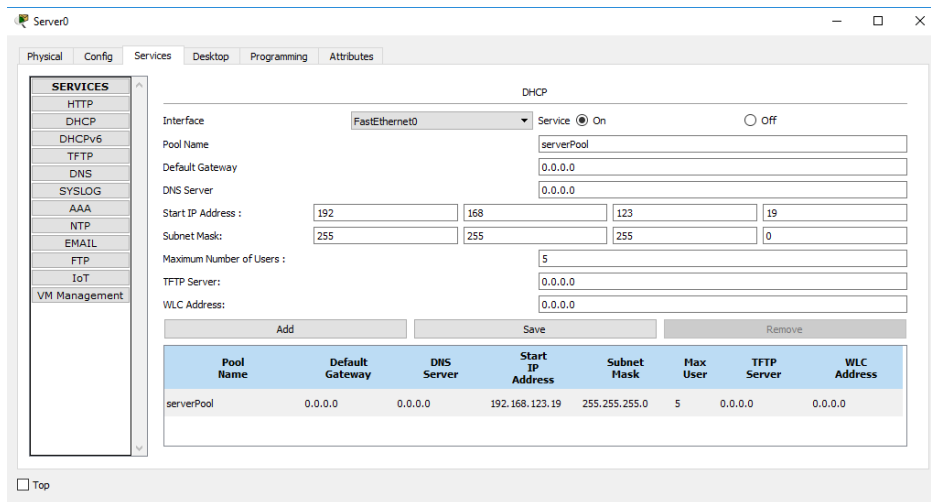 Server0
Physical Config Services Desktop Programming Attributes
SERVICES
HTTP
DHCP
DHCPv6
TFTP
DNS
SYSLOG
AAA
NTP
EMAIL
FTP
IoT
VM Management
DHCP
Interface FastEthernet0 Service On Off
Pool Name serverPool
Default Gateway 0.0.0.0
DNS Server 0.0.0.0
Start IP Address : 192 168 123 19
Subnet Mask: 255 255 255 0
Maximum Number of Users : 5
TFTP Server: 0.0.0.0
WLC Address: 0.0.0.0
Add Save Remove
Pool Name Default Gateway DNS Server Start IP Address Subnet Mask Max User TFTP Server WLC Address
serverPool 0.0.0.0 0.0.0.0 192.168.123.19 255.255.255.0 5 0.0.0.0 0.0.0.0
Top